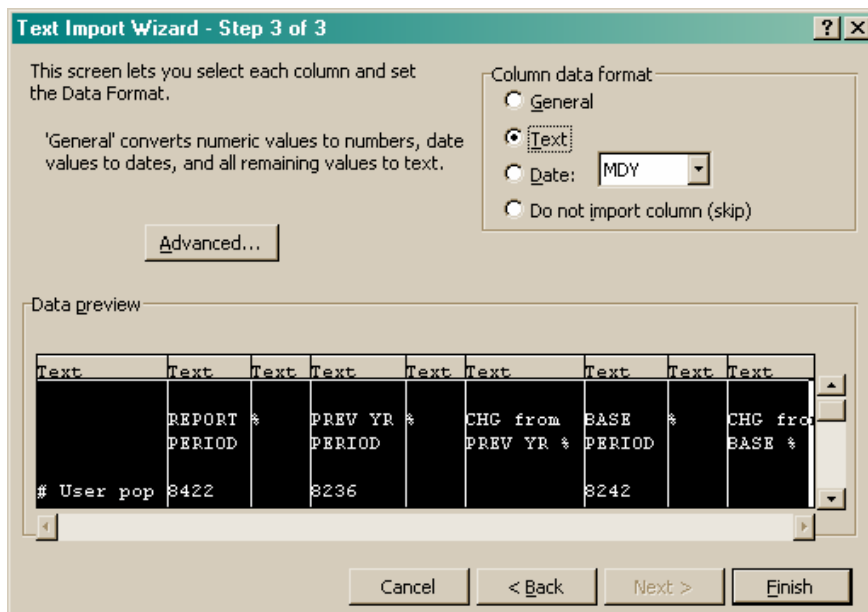 Text Import Wizard - Step 3 of 3
This screen lets you select each column and set
the Data Format.
'General' converts numeric values to numbers, date
values to dates, and all remaining values to text.
Advanced...
Column data format
General
Text
Date: MDY
Do not import column (skip)
Data preview
Text Text Text Text Text Text Text Text Text
REPORT % PREV YR % CHG from BASE % CHG fro
PERIOD PERIOD PREV YR % PERIOD BASE %
# User pop 8422 8236 8242
Cancel < Back Next > Finish